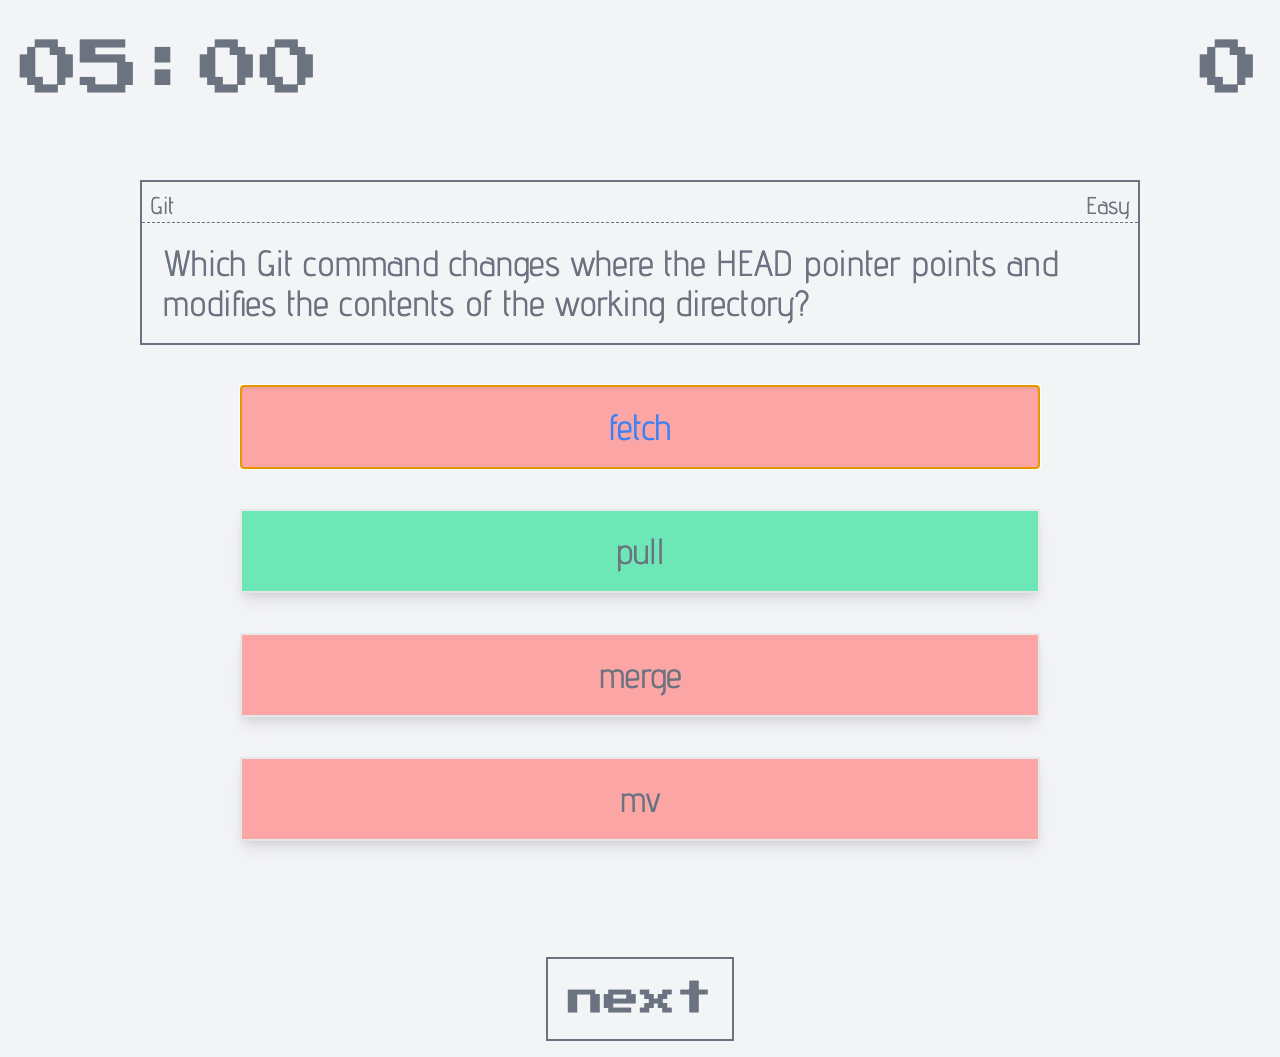 05:00
0
Git
Easy
Which Git command changes where the HEAD pointer points and
modifies the contents of the working directory?
fetch
pull
merge
mv
next